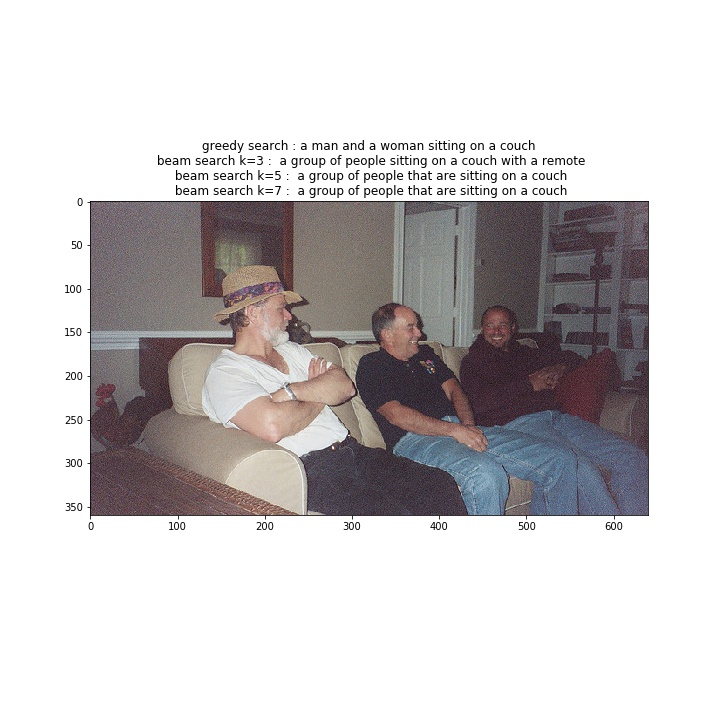 greedy search : a man and a woman sitting on a couch
beam search k=3 :  a group of people sitting on a couch with a remote
beam search k=5 :  a group of people that are sitting on a couch
beam search k=7 :  a group of people that are sitting on a couch
0
50
100
150
200
250
300
350
0 100 200 300 400 500 600